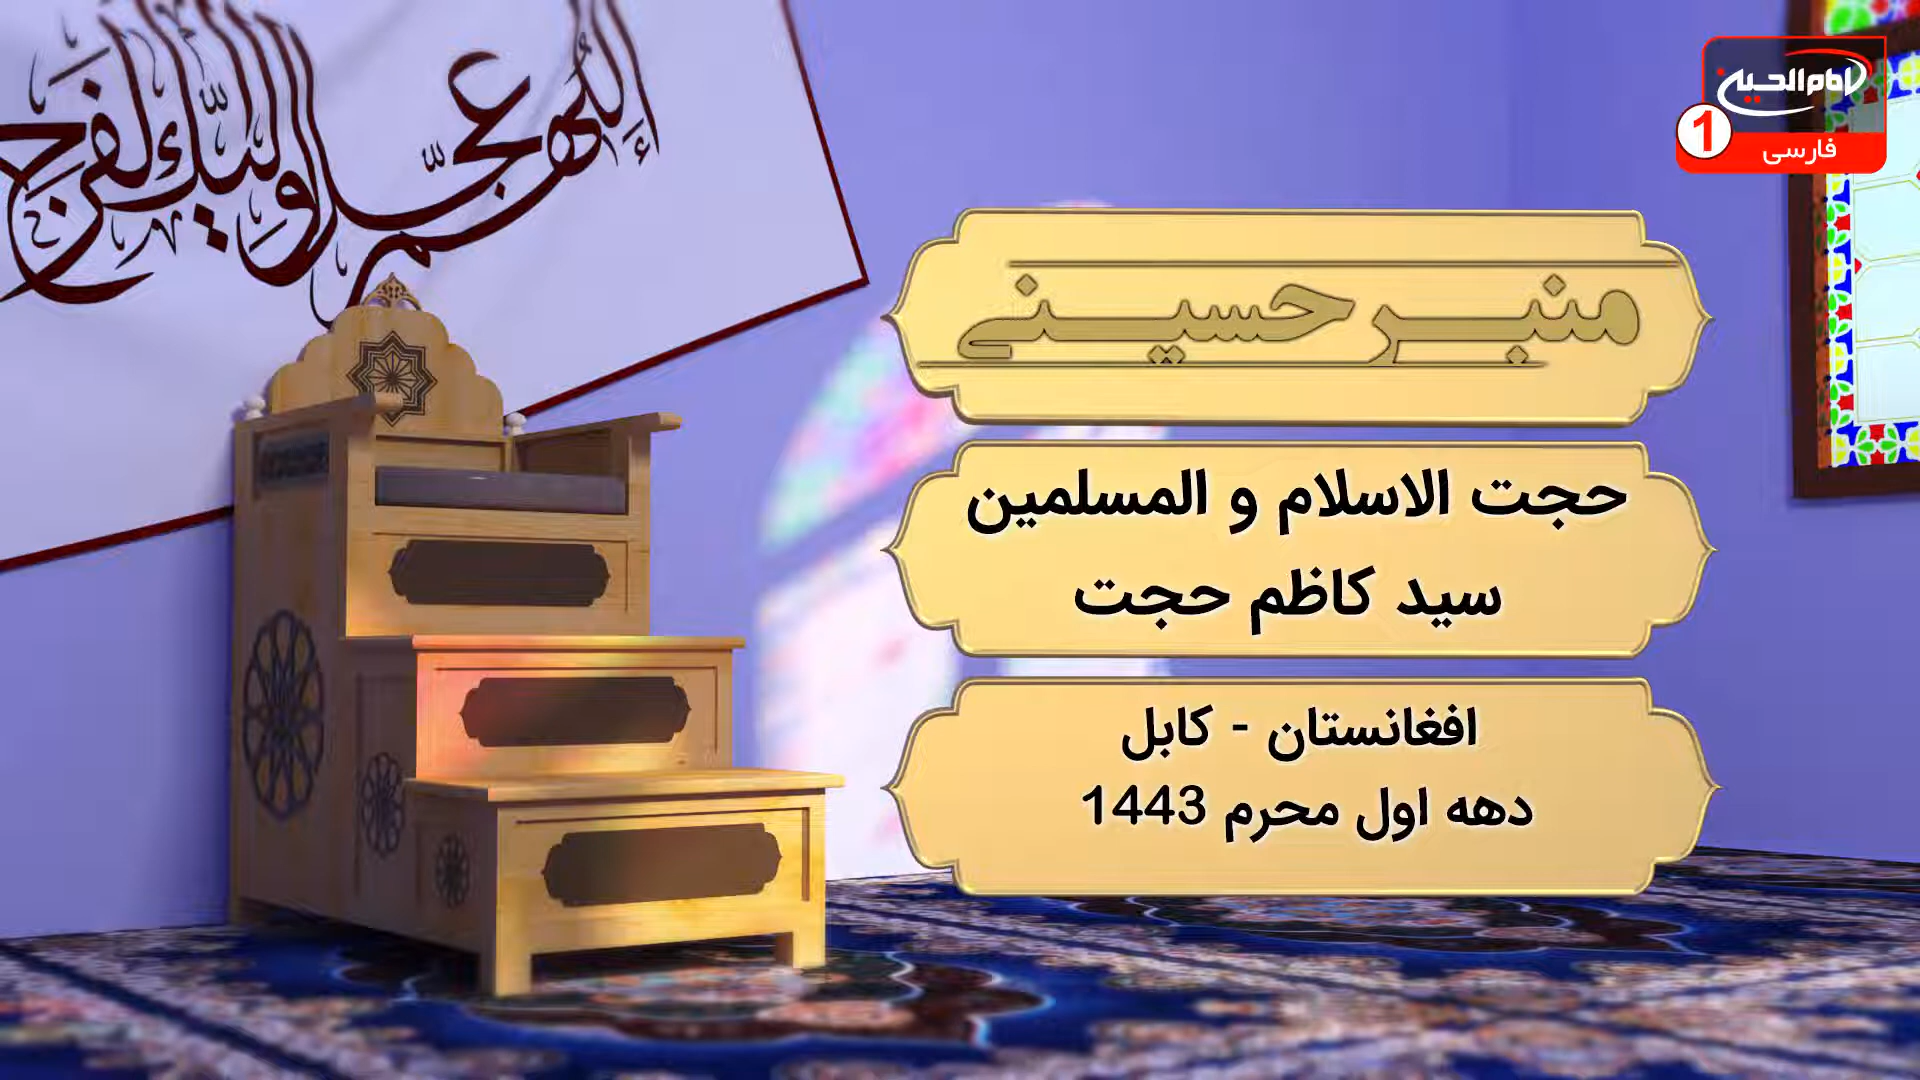 اللهم عجل لولیك الفرج
امام الحسین
1
فارسی
منبر حسینی
حجت الاسلام و المسلمین
سید کاظم حجت
افغانستان - کابل
دهه اول محرم 1443